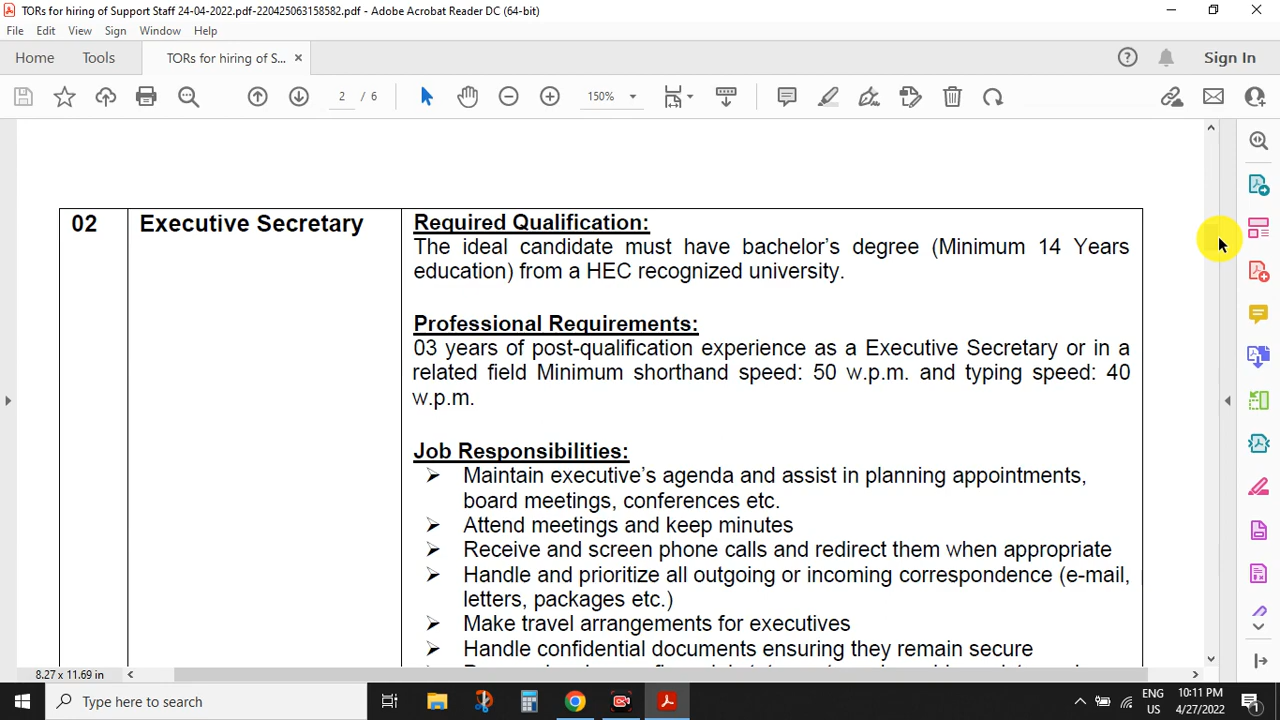 TORs for hiring of Support Staff 24-04-2022.pdf-220425063158582.pdf - Adobe Acrobat Reader DC (64-bit)
File Edit View Sign Window Help
Home Tools TORs for hiring of S... × Sign In
2 / 6 150%
02 Executive Secretary Required Qualification:
The ideal candidate must have bachelor’s degree (Minimum 14 Years
education) from a HEC recognized university.
Professional Requirements:
03 years of post-qualification experience as a Executive Secretary or in a
related field Minimum shorthand speed: 50 w.p.m. and typing speed: 40
w.p.m.
Job Responsibilities:
➢ Maintain executive’s agenda and assist in planning appointments,
board meetings, conferences etc.
➢ Attend meetings and keep minutes
➢ Receive and screen phone calls and redirect them when appropriate
➢ Handle and prioritize all outgoing or incoming correspondence (e-mail,
letters, packages etc.)
➢ Make travel arrangements for executives
➢ Handle confidential documents ensuring they remain secure
8.27 x 11.69 in
Type here to search
ENG 10:11 PM
US 4/27/2022 1